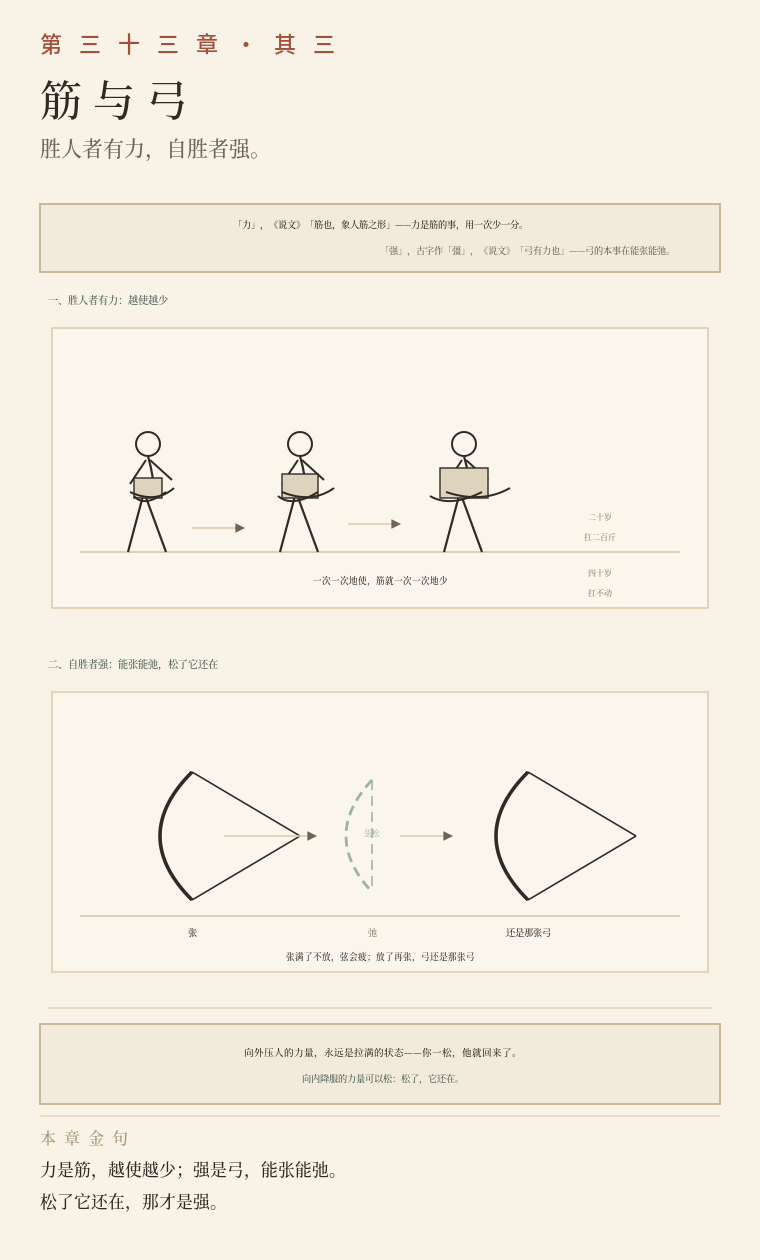 第三十三章·其三
筋与弓
胜人者有力，自胜者强。
「力」，《说文》「筋也，象人筋之形」——力是筋的事，用一次少一分。
「强」，古字作「彊」，《说文》「弓有力也」——弓的本事在能张能弛。
一、胜人者有力：越使越少
二十岁
扛二百斤
一次一次地使，筋就一次一次地少
四十岁
扛不动
二、自胜者强：能张能弛，松了它还在
弦松
张
弛
还是那张弓
张满了不放，弦会疲；放了再张，弓还是那张弓
向外压人的力量，永远是拉满的状态——你一松，他就回来了。
向内降服的力量可以松：松了，它还在。
本章金句
力是筋，越使越少；强是弓，能张能弛。
松了它还在，那才是强。